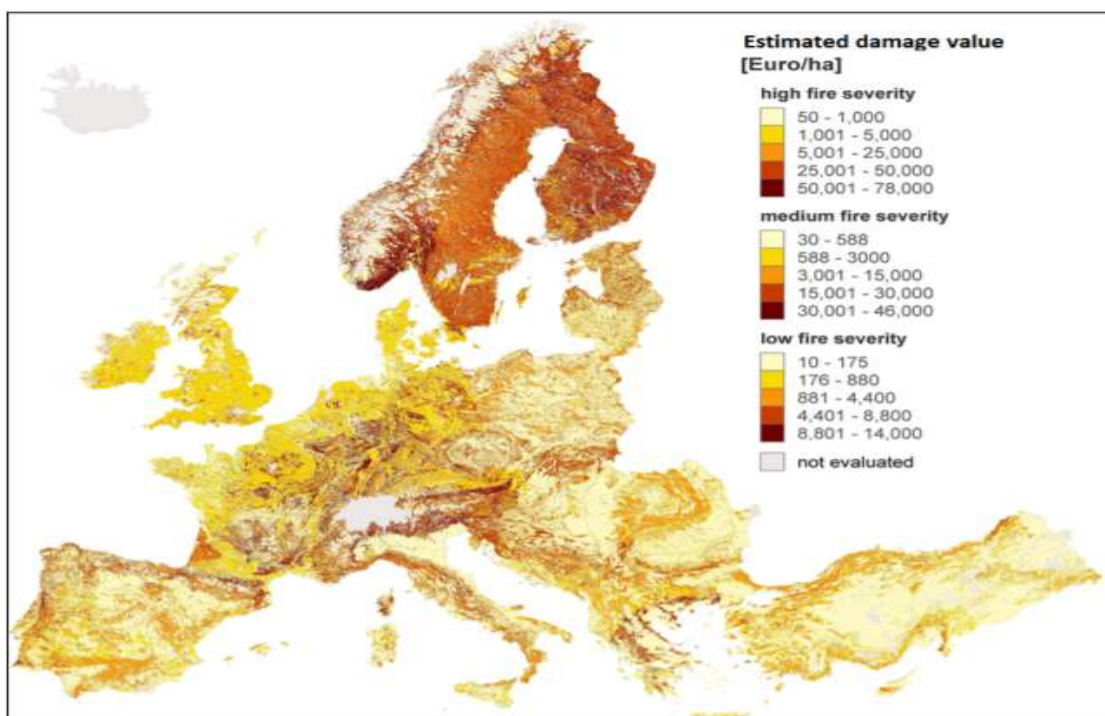 Estimated damage value
[Euro/ha]
high fire severity
50 - 1,000
1,001 - 5,000
5,001 - 25,000
25,001 - 50,000
50,001 - 78,000
medium fire severity
30 - 588
588 - 3000
3,001 - 15,000
15,001 - 30,000
30,001 - 46,000
low fire severity
10 - 175
176 - 880
881 - 4,400
4,401 - 8,800
8,801 - 14,000
not evaluated